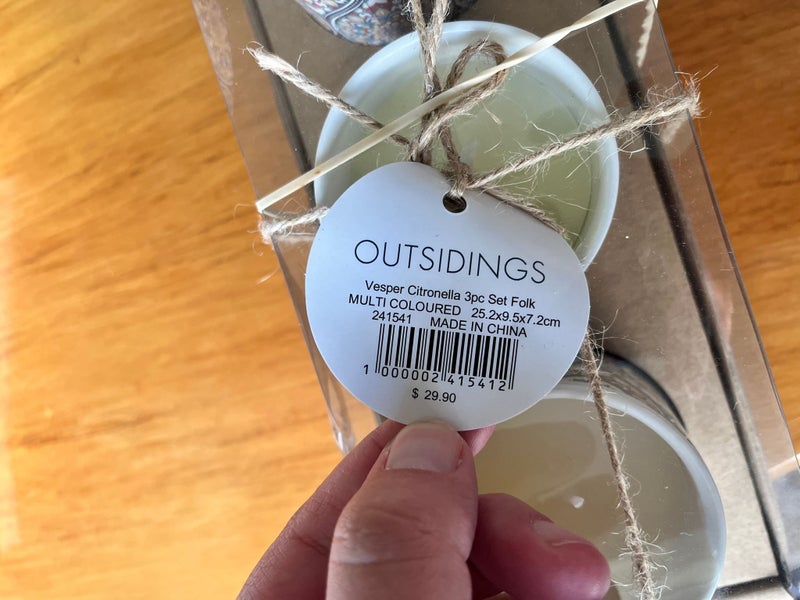 OUTSIDINGS
Vesper Citronella 3pc Set Folk
MULTI COLOURED 25.2x9.5x7.2cm
241541 MADE IN CHINA
1 000002 415412
$ 29.90